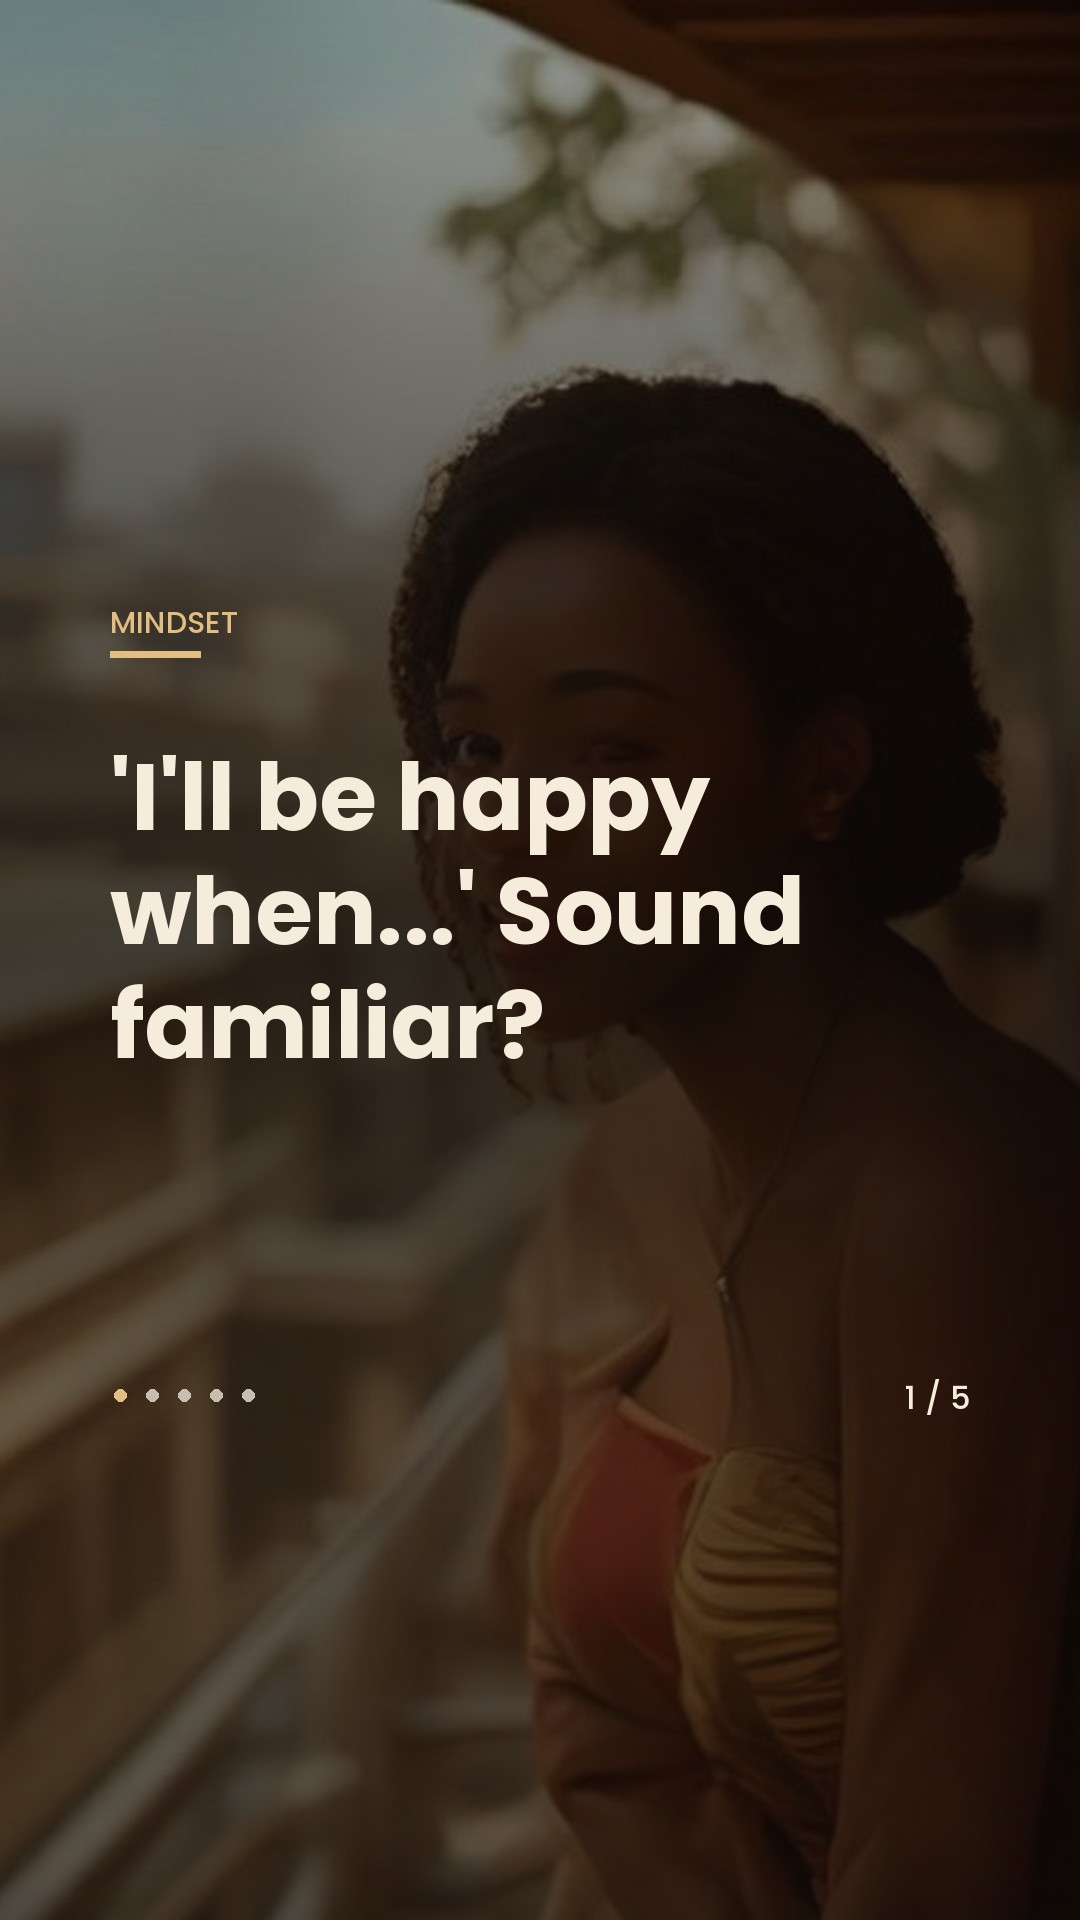 MINDSET
'I'll be happy
when...' Sound
familiar?
1 / 5